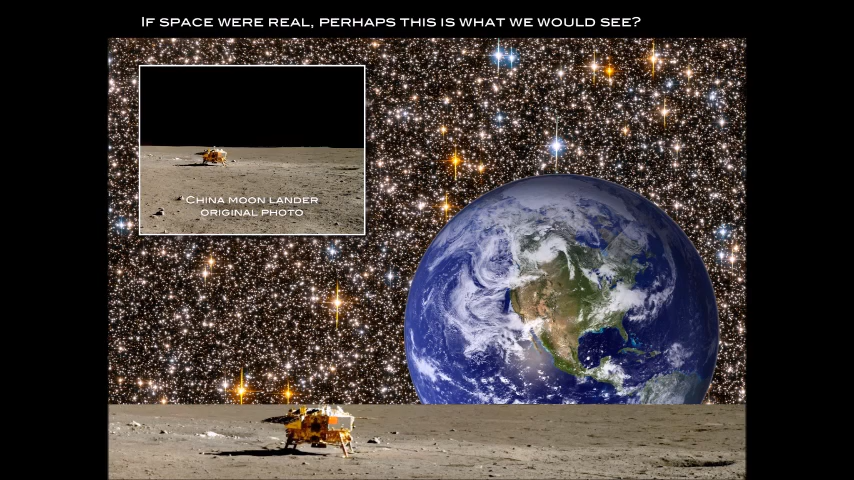 If space were real, perhaps this is what we would see?
*China moon lander
original photo